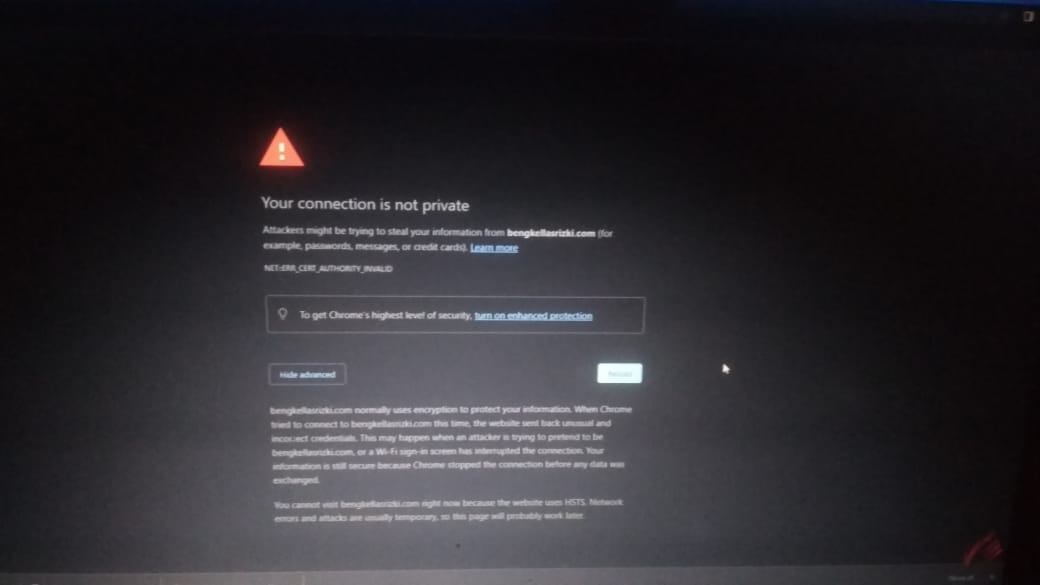 Your connection is not private
Attackers might be trying to steal your information from bengkellasrizki.com (for
example, passwords, messages, or credit cards). Learn more
NET::ERR_CERT_AUTHORITY_INVALID
To get Chrome's highest level of security, turn on enhanced protection
Hide advanced
Reload
bengkellasrizki.com normally uses encryption to protect your information. When Chrome
tried to connect to bengkellasrizki.com this time, the website sent back unusual and
incorrect credentials. This may happen when an attacker is trying to pretend to be
bengkellasrizki.com, or a Wi-Fi sign-in screen has interrupted the connection. Your
information is still secure because Chrome stopped the connection before any data was
exchanged.
You cannot visit bengkellasrizki.com right now because the website uses HSTS. Network
errors and attacks are usually temporary, so this page will probably work later.